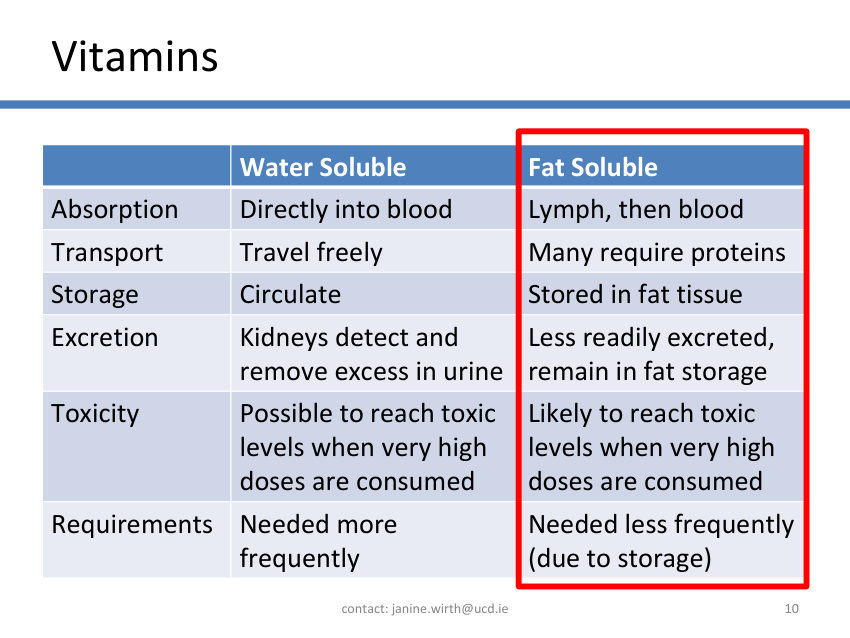 Vitamins
Water Soluble Fat Soluble
Absorption Directly into blood Lymph, then blood
Transport Travel freely Many require proteins
Storage Circulate Stored in fat tissue
Excretion Kidneys detect and Less readily excreted,
remove excess in urine remain in fat storage
Toxicity Possible to reach toxic Likely to reach toxic
levels when very high levels when very high
doses are consumed doses are consumed
Requirements Needed more Needed less frequently
frequently (due to storage)
contact: janine.wirth@ucd.ie 10